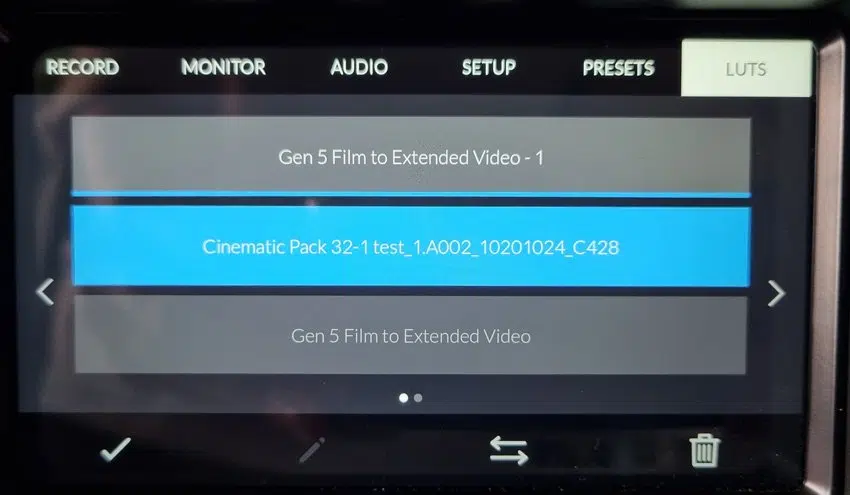 RECORD MONITOR AUDIO SETUP PRESETS LUTS
Gen 5 Film to Extended Video - 1
Cinematic Pack 32-1 test_1.A002_10201024_C428
Gen 5 Film to Extended Video